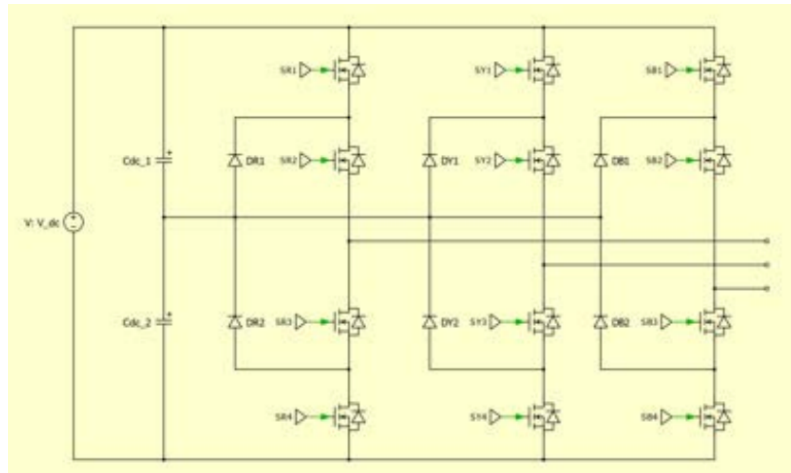 SR1
SY1
SB1
Cdc_1
DR1
SR2
DY1
SY2
DB1
SB2
V: V_dc
Cdc_2
DR2
SR3
DY2
SY3
DB2
SB3
SR4
SY4
SB4